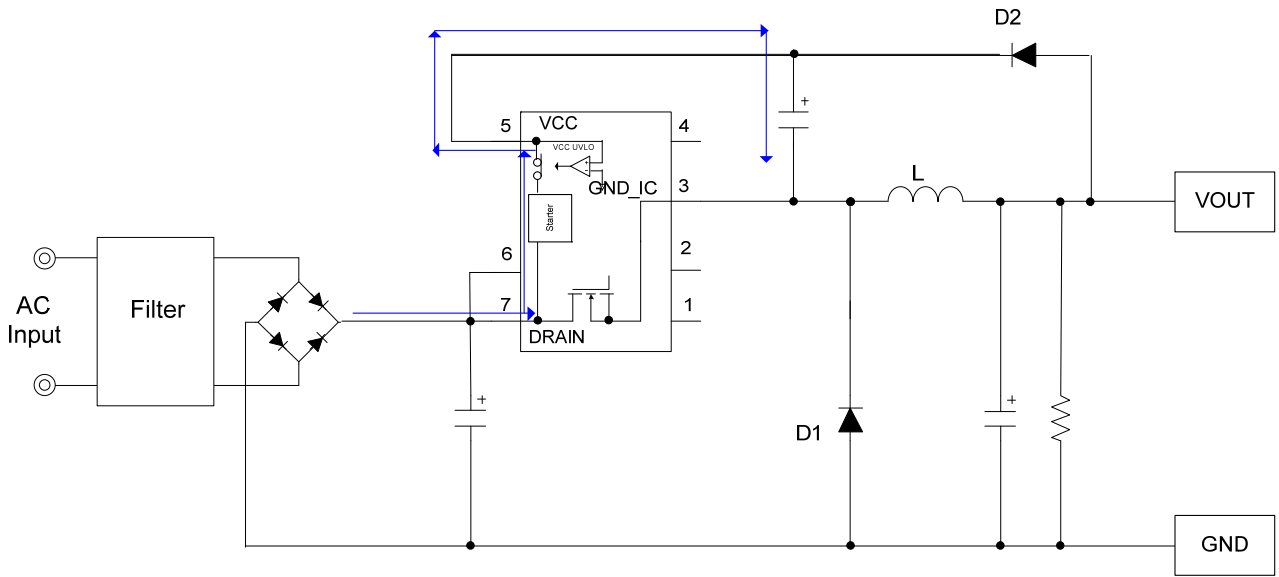 D2
+
5
VCC
4
VCC UVLO
+
-
GND_IC
3
L
VOUT
Starter
2
6
AC
Input
Filter
7
1
DRAIN
+
D1
+
GND